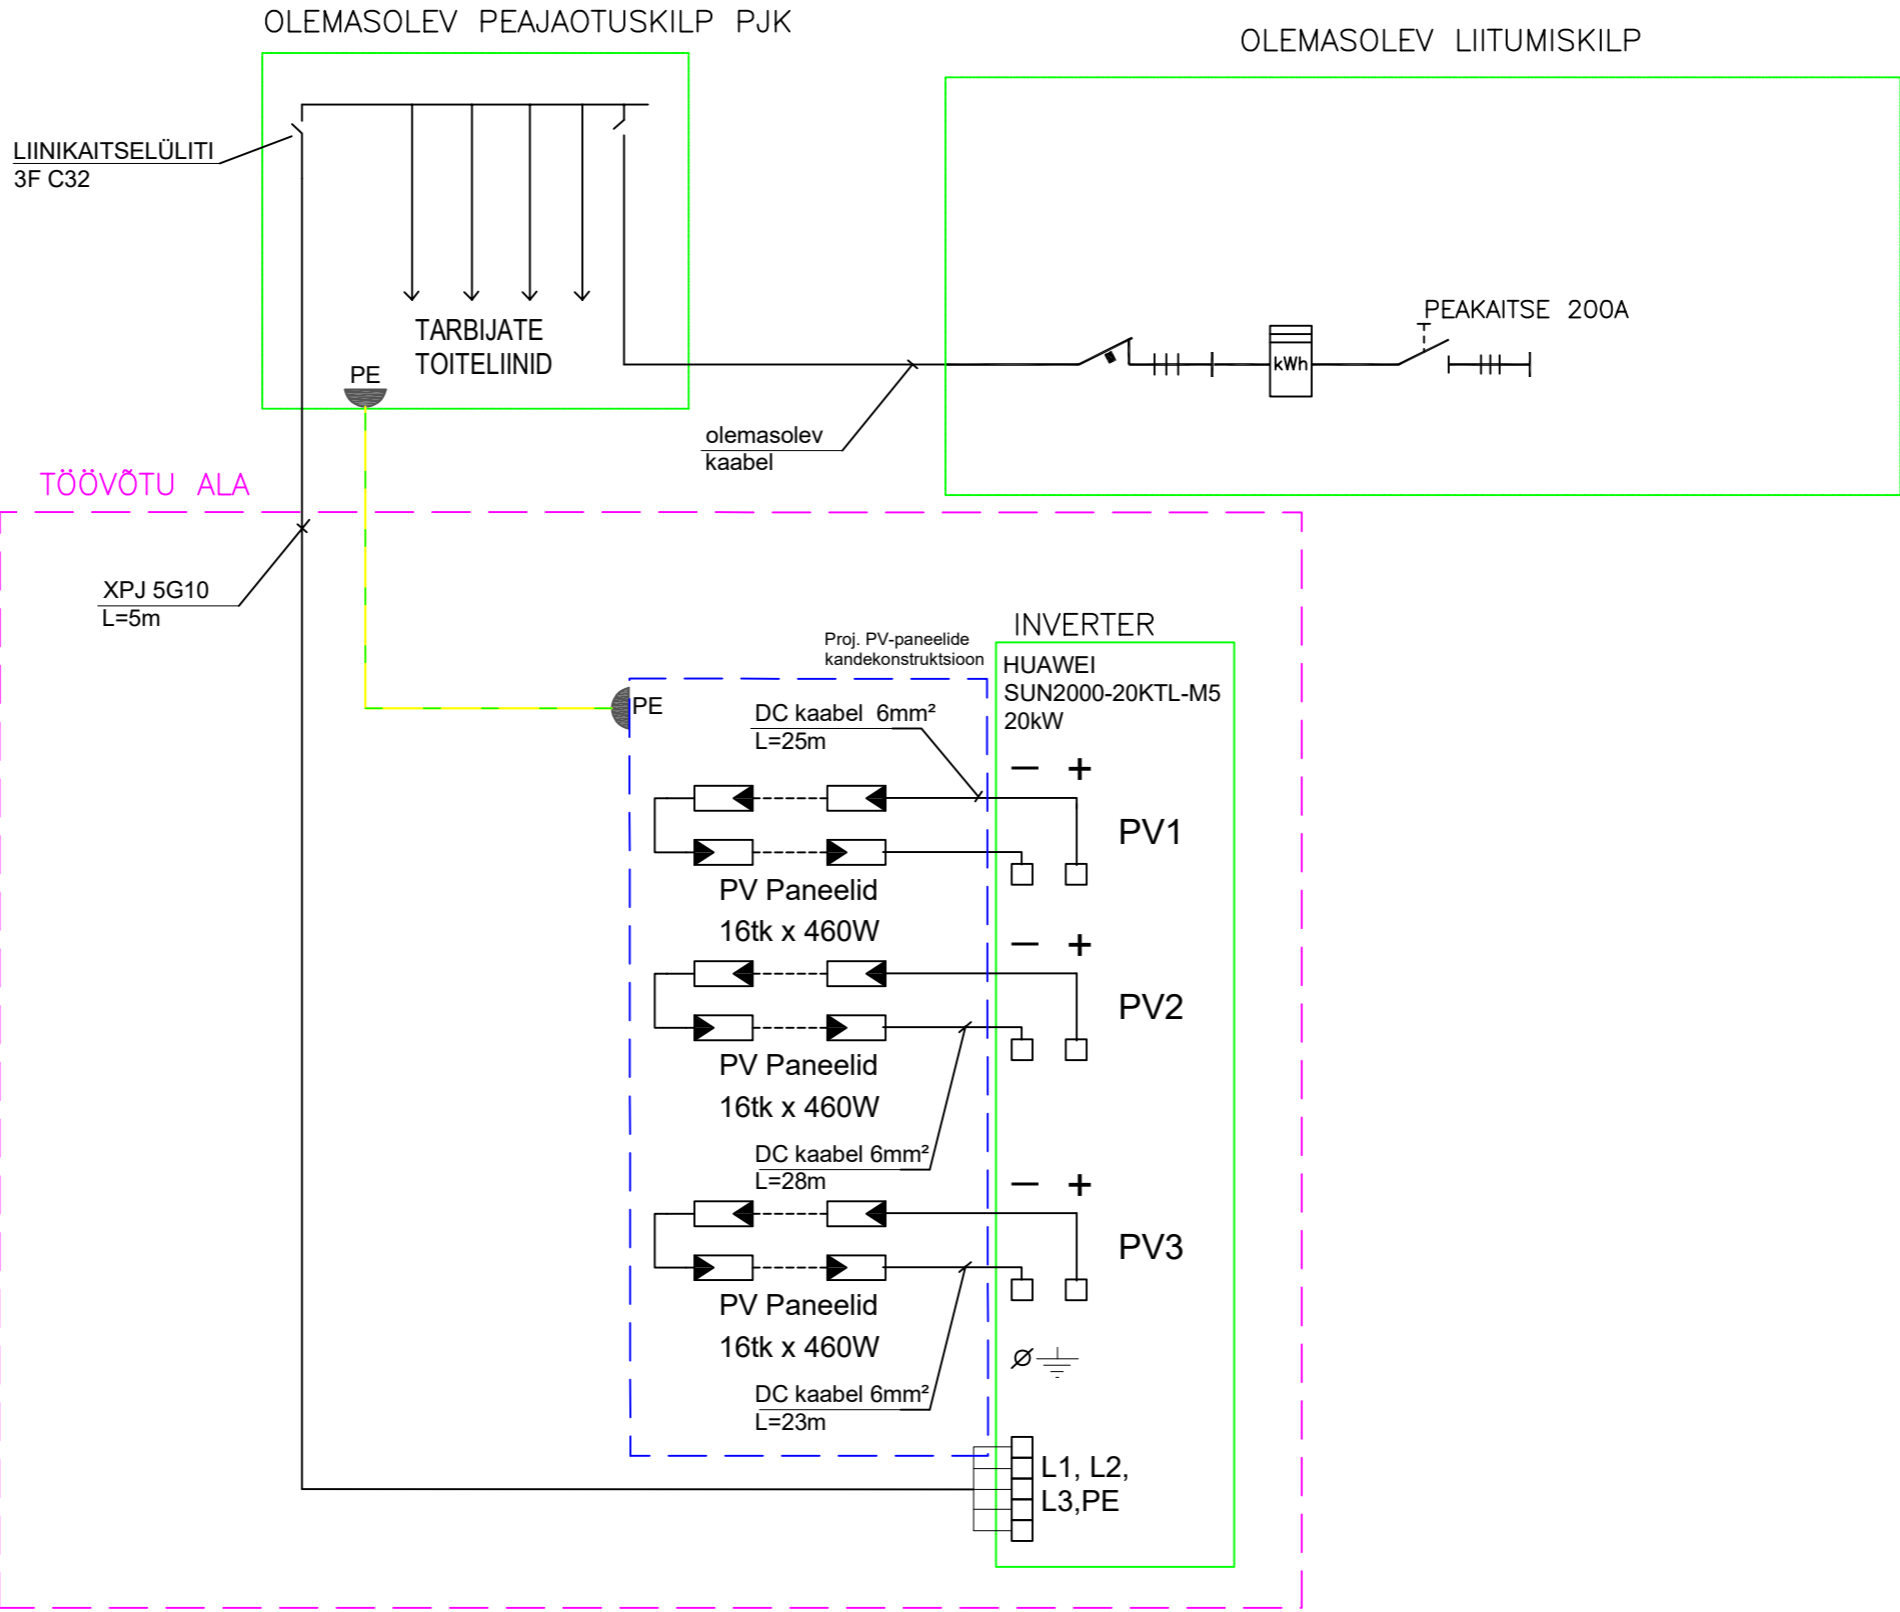 OLEMASOLEV PEAJAOTUSKILP PJK
OLEMASOLEV LIITUMISKILP
LIINIKAITSELÜLITI
3F C32
TARBIJATE
TOITELIINID
PE
PEAKAITSE 200A
kWh
olemasolev
kaabel
TÖÖVÕTU ALA
XPJ 5G10
L=5m
Proj. PV-paneelide
kandekonstruktsioon
INVERTER
HUAWEI
SUN2000-20KTL-M5
20kW
PE
DC kaabel 6mm²
L=25m
— +
PV1
PV Paneelid
16tk x 460W
— +
PV2
PV Paneelid
16tk x 460W
DC kaabel 6mm²
L=28m
— +
PV3
PV Paneelid
16tk x 460W
DC kaabel 6mm²
L=23m
L1, L2,
L3,PE